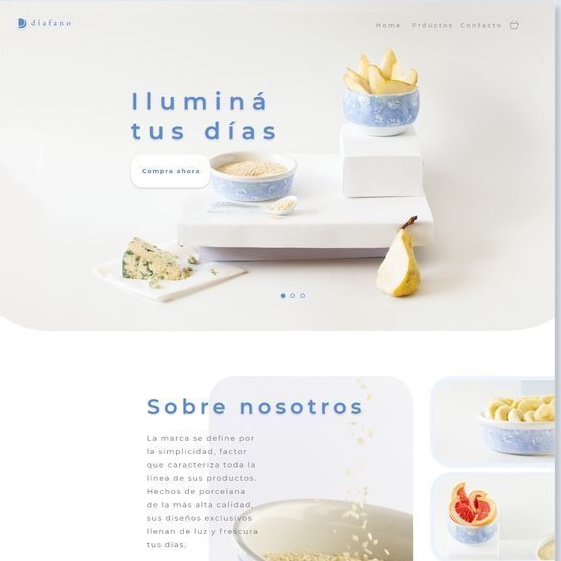 diafano
Home Prductos Contacto
Iluminá
tus días
Compra ahora
Sobre nosotros
La marca se define por
la simplicidad, factor
que caracteriza toda la
línea de sus productos.
Hechos de porcelana
de la más alta calidad,
sus diseños exclusivos
llenan de luz y frescura
tus días.